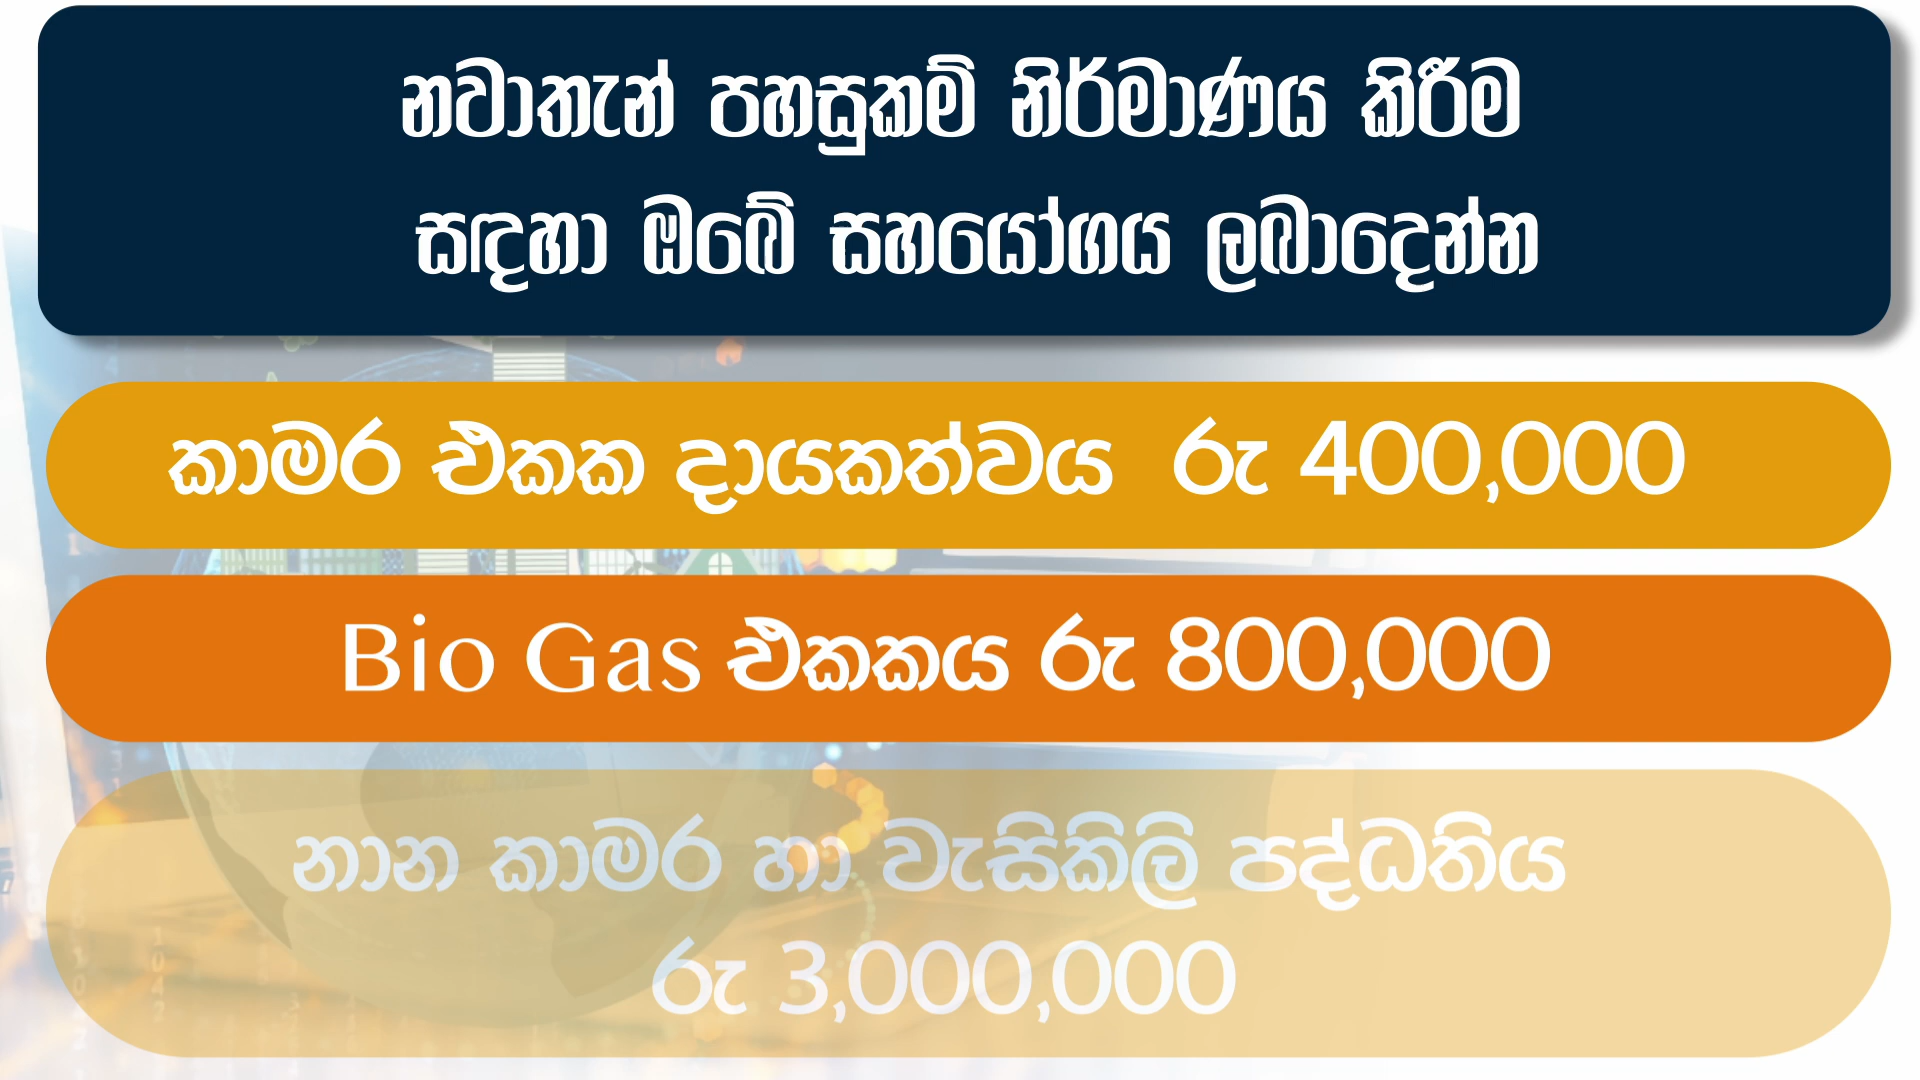 නවාතැන් පහසුකම් නිර්මාණය කිරීම
සඳහා ඔබේ සහයෝගය ලබාදෙන්න
කාමර ඒකක දායකත්වය රු 400,000
Bio Gas ඒකකය රු 800,000
නාන කාමර හා වැසිකිලි පද්ධතිය
රු 3,000,000